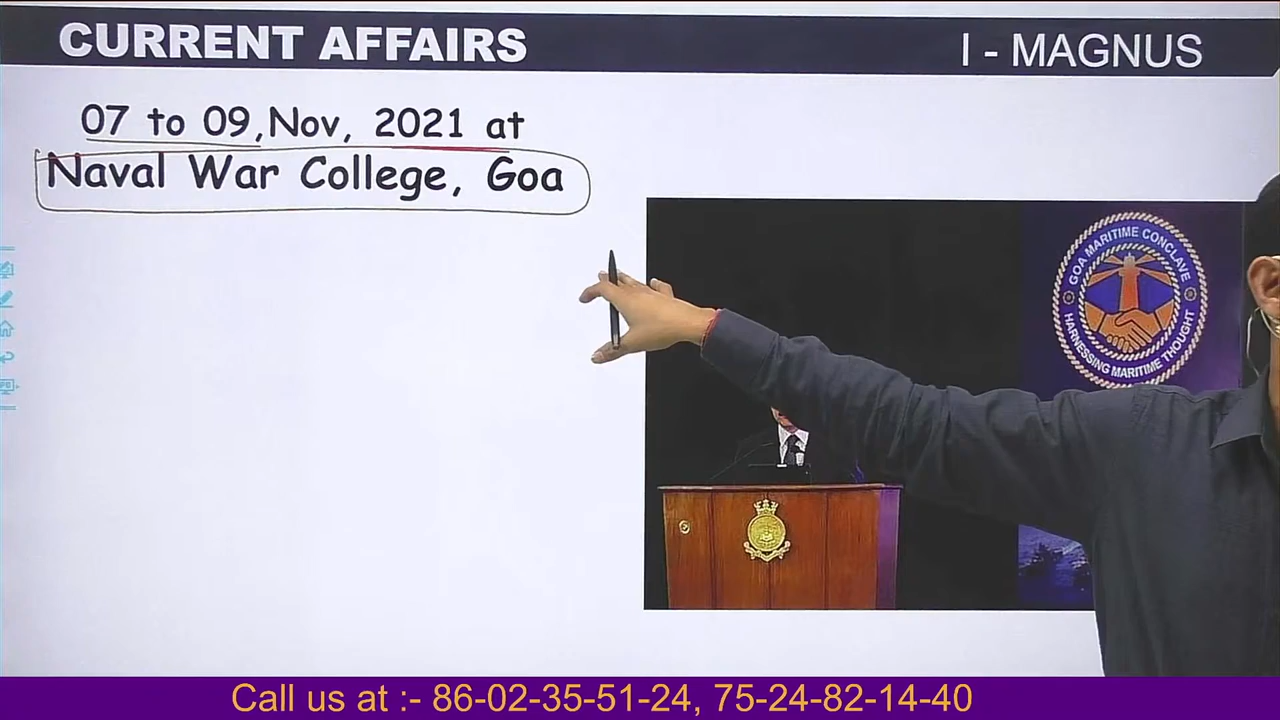 CURRENT AFFAIRS
I - MAGNUS
07 to 09,Nov, 2021 at
Naval War College, Goa
GOA MARITIME CONCLAVE
HARNESSING MARITIME THOUGHT
Call us at :- 86-02-35-51-24, 75-24-82-14-40